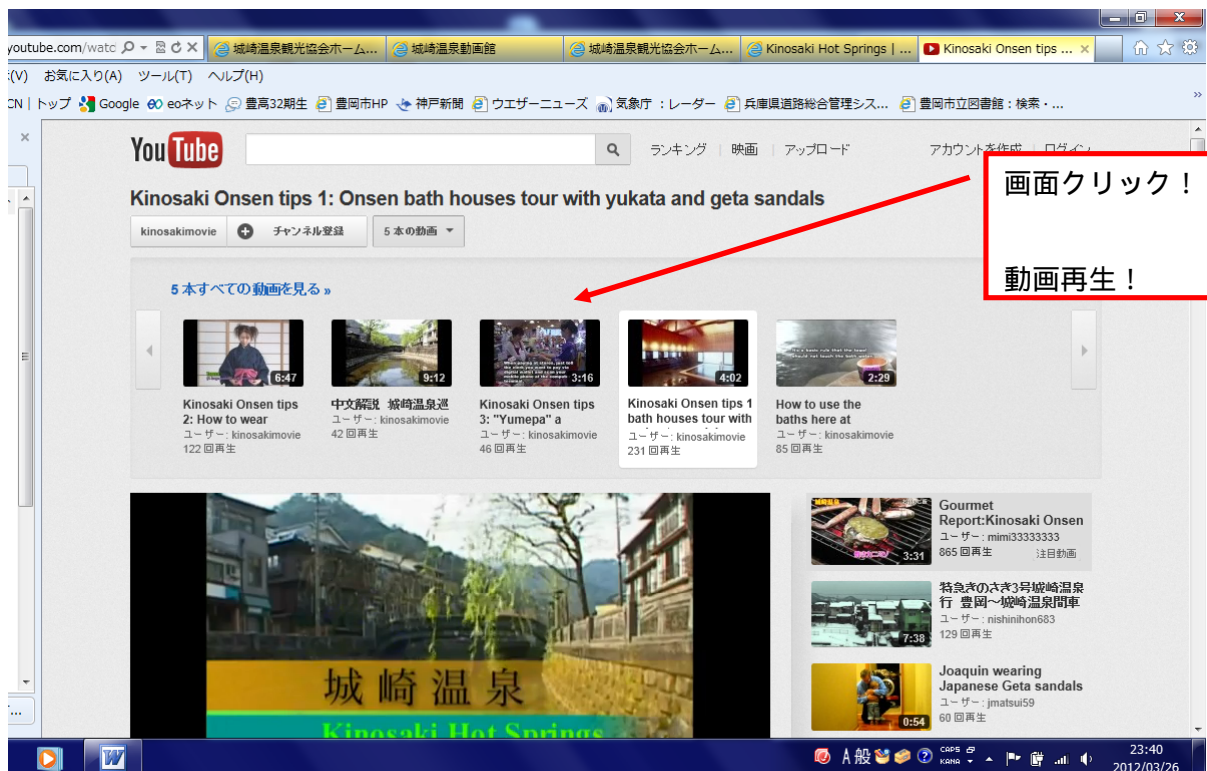 youtube.com/watc
城崎温泉観光協会ホーム...
城崎温泉動画館
城崎温泉観光協会ホーム...
Kinosaki Hot Springs | ...
Kinosaki Onsen tips ...
(V) お気に入り(A) ツール(T) ヘルプ(H)
CN | トップ Google eoネット 豊高32期生 豊岡市HP 神戸新聞 ウエザーニューズ 気象庁:レーダー 兵庫県道路総合管理シス... 豊岡市立図書館:検索・...
YouTube
ランキング | 映画 | アップロード
アカウントを作成 | ログイン
画面クリック!
動画再生!
Kinosaki Onsen tips 1: Onsen bath houses tour with yukata and geta sandals
kinosakimovie チャンネル登録 5 本の動画
5 本すべての動画を見る »
6:47
Kinosaki Onsen tips
2: How to wear
ユーザー: kinosakimovie
122 回再生
9:12
中文解説 城崎温泉巡
ユーザー: kinosakimovie
42 回再生
3:16
Kinosaki Onsen tips
3: "Yumepa" a
ユーザー: kinosakimovie
46 回再生
4:02
Kinosaki Onsen tips 1
bath houses tour with
ユーザー: kinosakimovie
231 回再生
2:29
How to use the
baths here at
ユーザー: kinosakimovie
85 回再生
城崎温泉
Kinosaki Hot Springs
3:31
Gourmet
Report:Kinosaki Onsen
ユーザー: mimi33333333
865 回再生 注目動画
7:38
特急きのさき3号城崎温泉
行 豊岡~城崎温泉間車
ユーザー: nishinihon683
129 回再生
0:54
Joaquin wearing
Japanese Geta sandals
ユーザー: jmatsui59
60 回再生
A 般
CAPS
KANA
23:40
2012/03/26